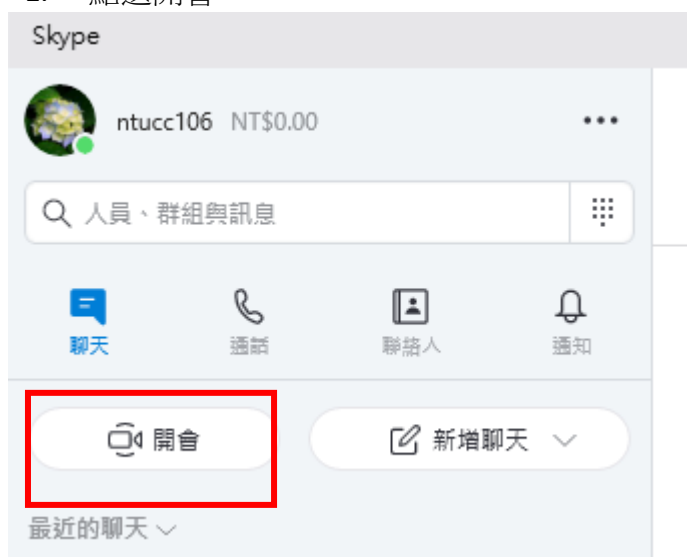 Skype
ntucc106 NT$0.00
人員、群組與訊息
聊天 通話 聯絡人 通知
開會 新增聊天
最近的聊天